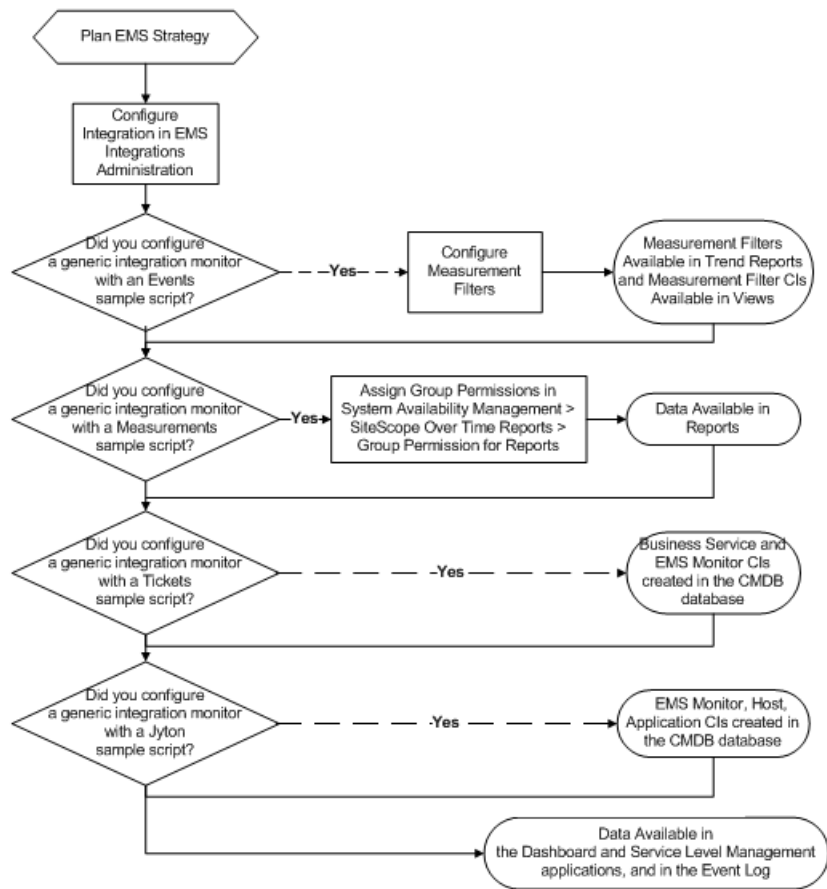 Plan EMS Strategy
Configure
Integration in EMS
Integrations
Administration
Did you configure
a generic integration monitor
with an Events
sample script?
Yes
Configure
Measurement
Filters
Measurement Filters
Available in Trend Reports
and Measurement Filter CIs
Available in Views
Did you configure
a generic integration monitor
with a Measurements
sample script?
Yes
Assign Group Permissions in
System Availability Management >
SiteScope Over Time Reports >
Group Permission for Reports
Data Available in
Reports
Did you configure
a generic integration monitor
with a Tickets
sample script?
Yes
Business Service and
EMS Monitor CIs
created in the CMDB
database
Did you configure
a generic integration monitor
with a Jyton
sample script?
Yes
EMS Monitor, Host,
Application CIs created in
the CMDB database
Data Available in
the Dashboard and Service Level Management
applications, and in the Event Log